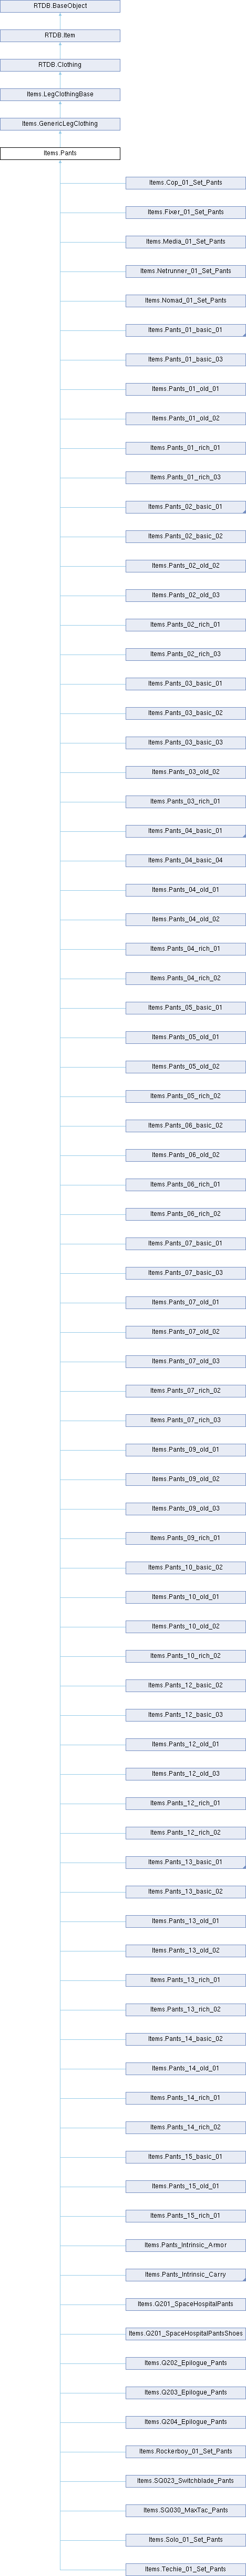 RTDB.BaseObject
RTDB.Item
RTDB.Clothing
Items.LegClothingBase
Items.GenericLegClothing
Items.Pants
Items.Cop_01_Set_Pants
Items.Fixer_01_Set_Pants
Items.Media_01_Set_Pants
Items.Netrunner_01_Set_Pants
Items.Nomad_01_Set_Pants
Items.Pants_01_basic_01
Items.Pants_01_basic_03
Items.Pants_01_old_01
Items.Pants_01_old_02
Items.Pants_01_rich_01
Items.Pants_01_rich_03
Items.Pants_02_basic_01
Items.Pants_02_basic_02
Items.Pants_02_old_02
Items.Pants_02_old_03
Items.Pants_02_rich_01
Items.Pants_02_rich_03
Items.Pants_03_basic_01
Items.Pants_03_basic_02
Items.Pants_03_basic_03
Items.Pants_03_old_02
Items.Pants_03_rich_01
Items.Pants_04_basic_01
Items.Pants_04_basic_04
Items.Pants_04_old_01
Items.Pants_04_old_02
Items.Pants_04_rich_01
Items.Pants_04_rich_02
Items.Pants_05_basic_01
Items.Pants_05_old_01
Items.Pants_05_old_02
Items.Pants_05_rich_02
Items.Pants_06_basic_02
Items.Pants_06_old_02
Items.Pants_06_rich_01
Items.Pants_06_rich_02
Items.Pants_07_basic_01
Items.Pants_07_basic_03
Items.Pants_07_old_01
Items.Pants_07_old_02
Items.Pants_07_old_03
Items.Pants_07_rich_02
Items.Pants_07_rich_03
Items.Pants_09_old_01
Items.Pants_09_old_02
Items.Pants_09_old_03
Items.Pants_09_rich_01
Items.Pants_10_basic_02
Items.Pants_10_old_01
Items.Pants_10_old_02
Items.Pants_10_rich_02
Items.Pants_12_basic_02
Items.Pants_12_basic_03
Items.Pants_12_old_01
Items.Pants_12_old_03
Items.Pants_12_rich_01
Items.Pants_12_rich_02
Items.Pants_13_basic_01
Items.Pants_13_basic_02
Items.Pants_13_old_01
Items.Pants_13_old_02
Items.Pants_13_rich_01
Items.Pants_13_rich_02
Items.Pants_14_basic_02
Items.Pants_14_old_01
Items.Pants_14_rich_01
Items.Pants_14_rich_02
Items.Pants_15_basic_01
Items.Pants_15_old_01
Items.Pants_15_rich_01
Items.Pants_Intrinsic_Armor
Items.Pants_Intrinsic_Carry
Items.Q201_SpaceHospitalPants
Items.Q201_SpaceHospitalPantsShoes
Items.Q202_Epilogue_Pants
Items.Q203_Epilogue_Pants
Items.Q204_Epilogue_Pants
Items.Rockerboy_01_Set_Pants
Items.SQ023_Switchblade_Pants
Items.SQ030_MaxTac_Pants
Items.Solo_01_Set_Pants
Items.Techie_01_Set_Pants